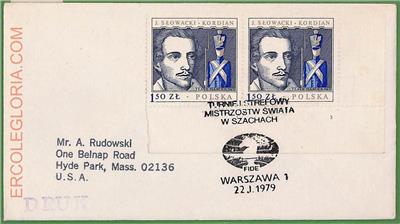 J. SŁOWACKI - KORDIAN
1,50 ZŁ POLSKA
J. SŁOWACKI - KORDIAN
1,50 ZŁ POLSKA
TURNIEJ STREFOWY
MISTRZOSTW ŚWIATA
W SZACHACH
FIDE
WARSZAWA 1
22.I.1979
Mr. A. Rudowski
One Belnap Road
Hyde Park, Mass. 02136
U.S.A.
DRUK
ERCOLEGLORIA.COM